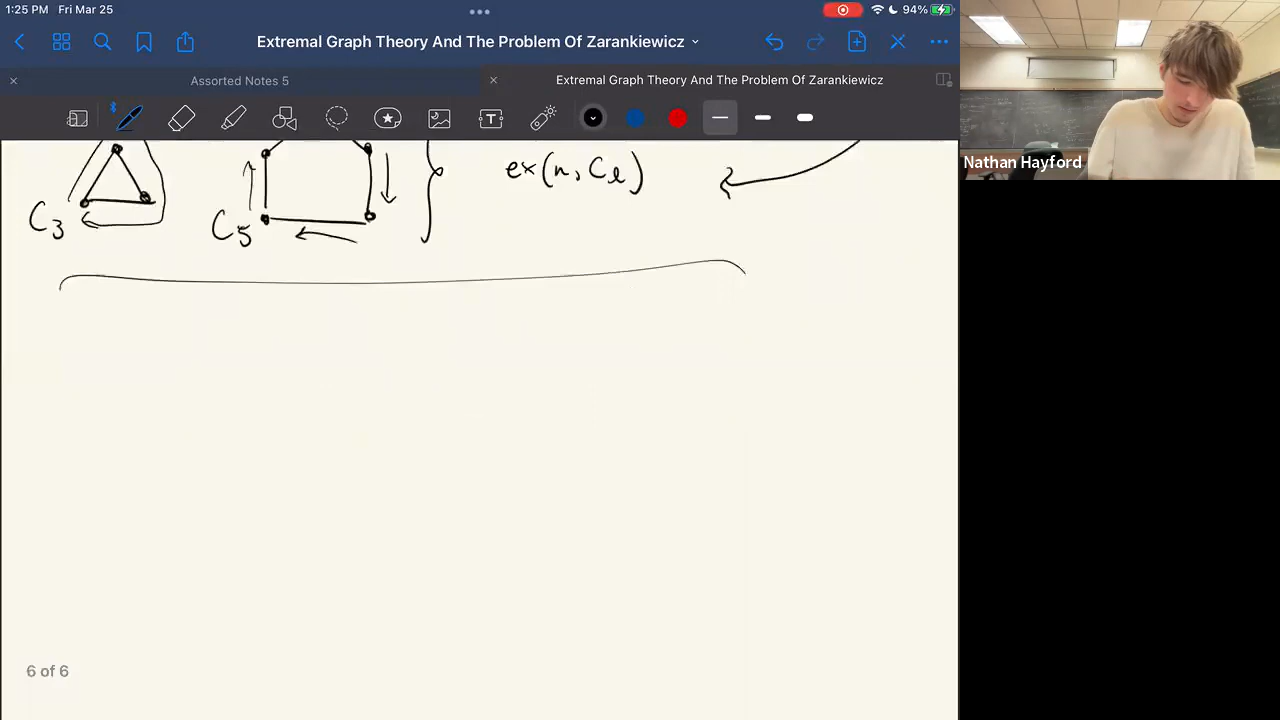 1:25 PM Fri Mar 25
94%
Extremal Graph Theory And The Problem Of Zarankiewicz
Assorted Notes 5
Extremal Graph Theory And The Problem Of Zarankiewicz
T
Nathan Hayford
ex(n, Cℓ)
C3
C5
6 of 6